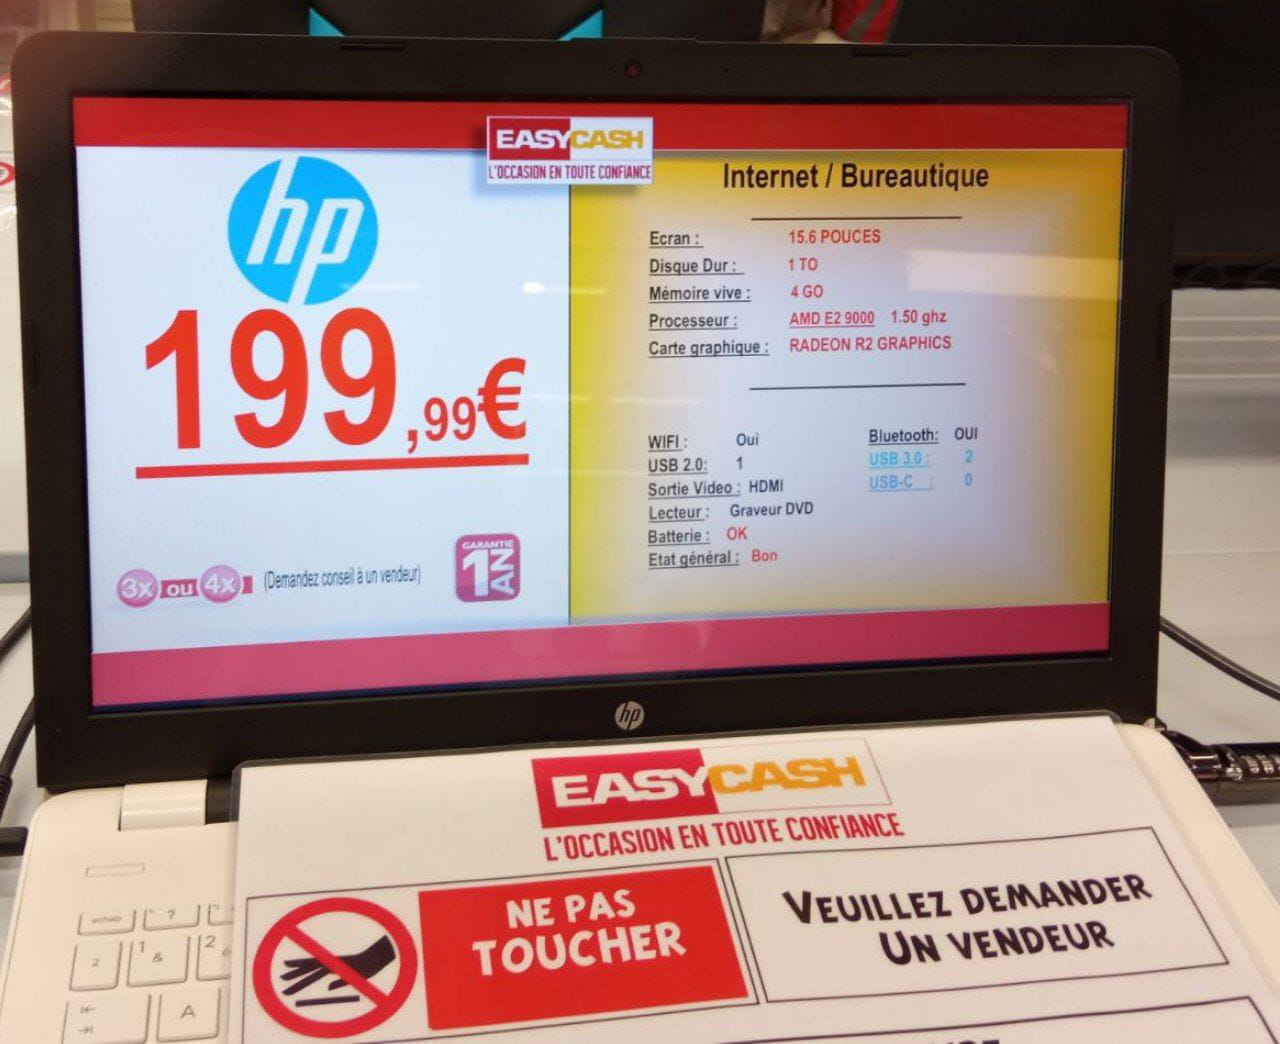 EASYCASH
L'OCCASION EN TOUTE CONFIANCE
hp
199,99€
3x ou 4x (Demandez conseil à un vendeur)
GARANTIE
1 AN
Internet / Bureautique
Ecran : 15.6 POUCES
Disque Dur : 1 TO
Mémoire vive : 4 GO
Processeur : AMD E2 9000 1.50 ghz
Carte graphique : RADEON R2 GRAPHICS
WIFI : Oui Bluetooth: OUI
USB 2.0: 1 USB 3.0 : 2
Sortie Video : HDMI USB-C : 0
Lecteur : Graveur DVD
Batterie : OK
Etat général : Bon
hp
EASYCASH
L'OCCASION EN TOUTE CONFIANCE
NE PAS
TOUCHER
VEUILLEZ DEMANDER
UN VENDEUR
echap ?
2 1 & 2
A